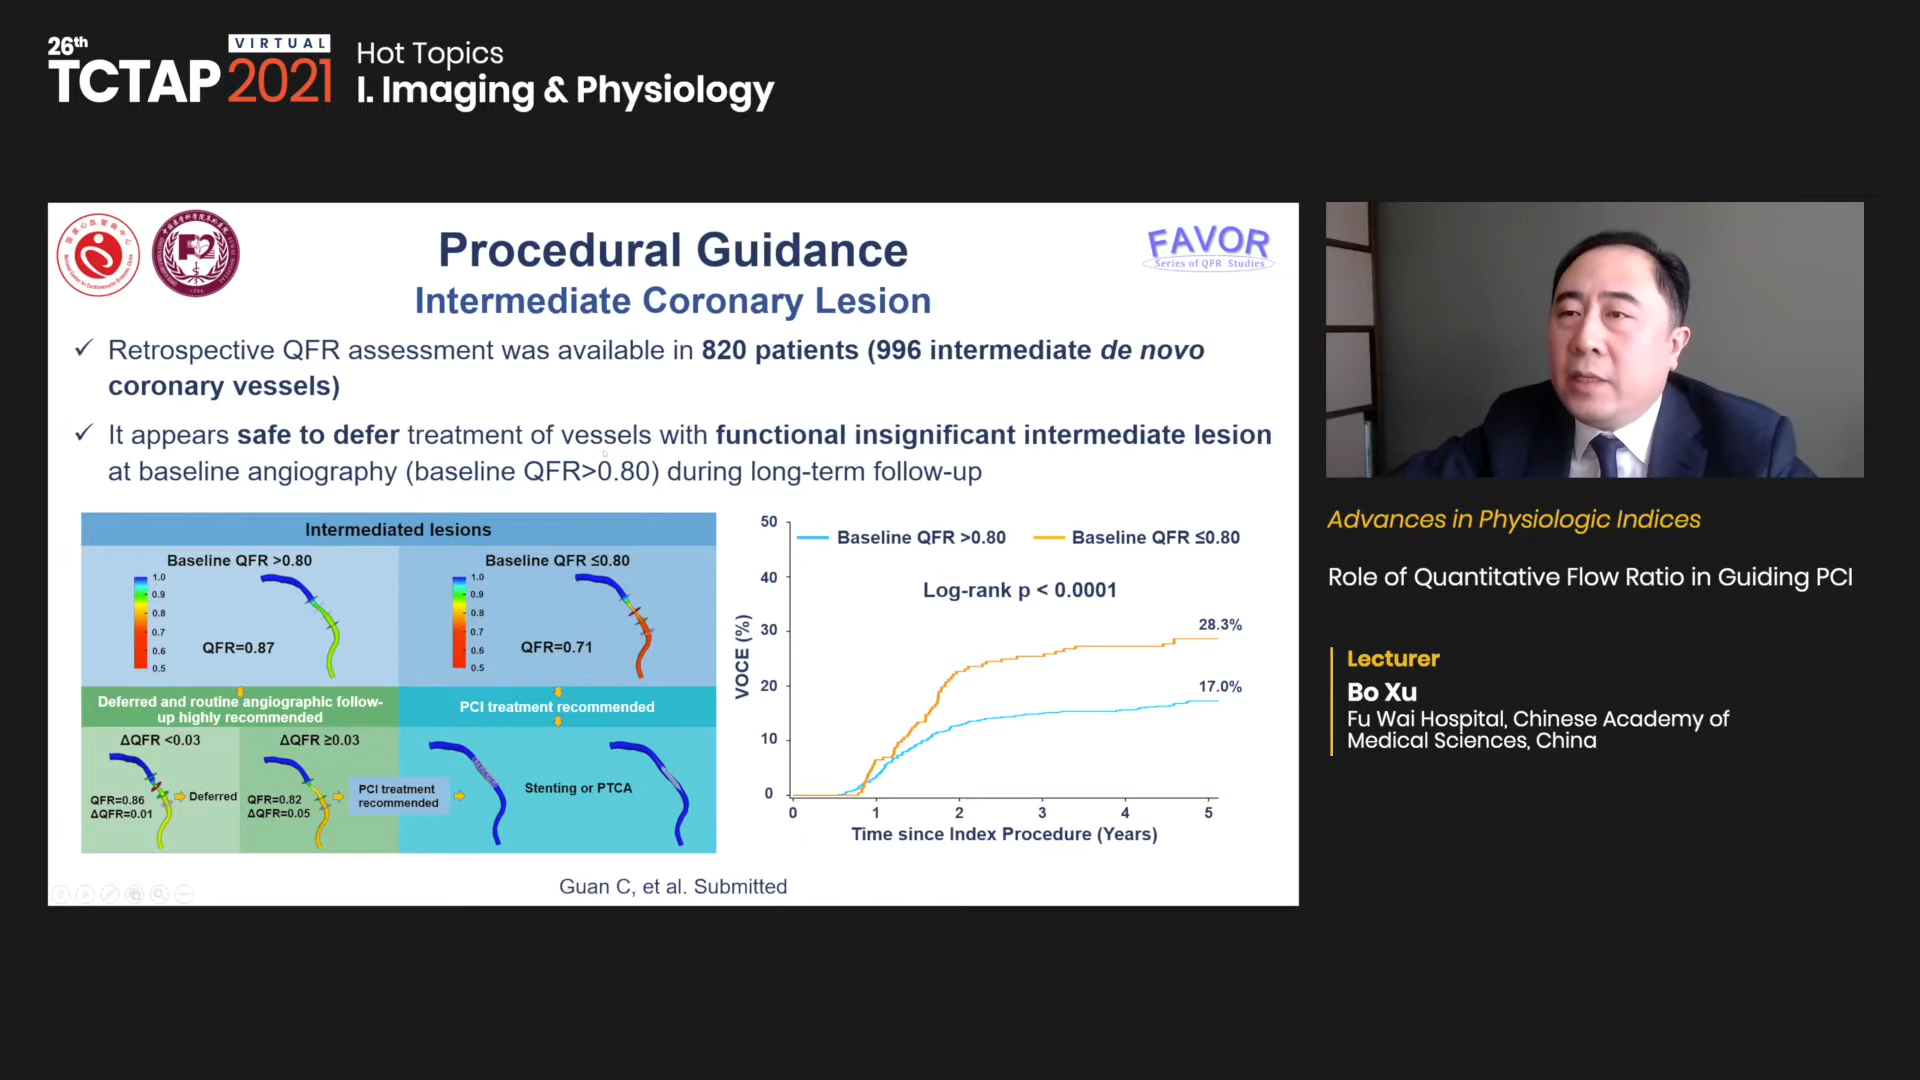 26th
VIRTUAL
TCTAP 2021
Hot Topics
I. Imaging & Physiology
Procedural Guidance
Intermediate Coronary Lesion
FAVOR
Series of QFR Studies
✓ Retrospective QFR assessment was available in 820 patients (996 intermediate de novo
coronary vessels)
✓ It appears safe to defer treatment of vessels with functional insignificant intermediate lesion
at baseline angiography (baseline QFR>0.80) during long-term follow-up
Intermediated lesions
Baseline QFR >0.80
1.0
0.9
0.8
0.7
0.6
0.5
QFR=0.87
Baseline QFR ≤0.80
1.0
0.9
0.8
0.7
0.6
0.5
QFR=0.71
Deferred and routine angiographic follow-
up highly recommended
PCI treatment recommended
ΔQFR <0.03
QFR=0.86
ΔQFR=0.01
Deferred
ΔQFR ≥0.03
QFR=0.82
ΔQFR=0.05
PCI treatment
recommended
Stenting or PTCA
Baseline QFR >0.80
Baseline QFR ≤0.80
Log-rank p < 0.0001
VOCE (%)
50
40
30
20
10
0
28.3%
17.0%
0 1 2 3 4 5
Time since Index Procedure (Years)
Guan C, et al. Submitted
Advances in Physiologic Indices
Role of Quantitative Flow Ratio in Guiding PCI
Lecturer
Bo Xu
Fu Wai Hospital, Chinese Academy of
Medical Sciences, China